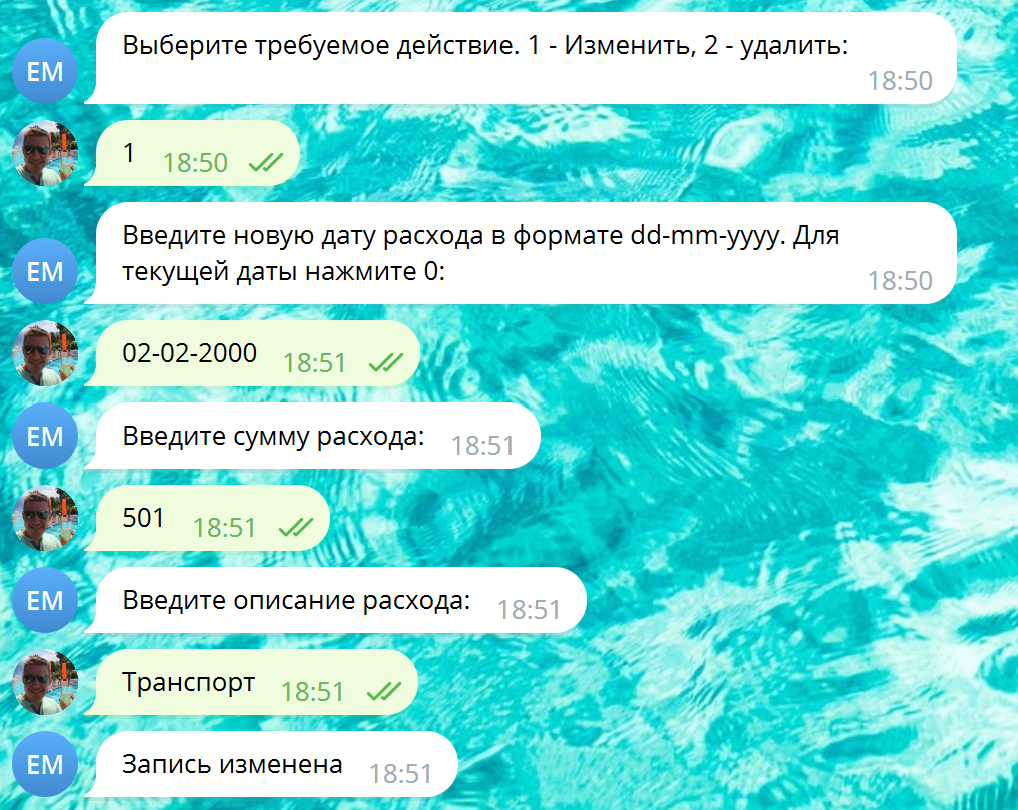 Выберите требуемое действие. 1 - Изменить, 2 - удалить:
EM
18:50
1
18:50
Введите новую дату расхода в формате dd-mm-yyyy. Для
текущей даты нажмите 0:
EM
18:50
02-02-2000
18:51
EM
Введите сумму расхода:
18:51
501
18:51
EM
Введите описание расхода:
18:51
Транспорт
18:51
EM
Запись изменена
18:51